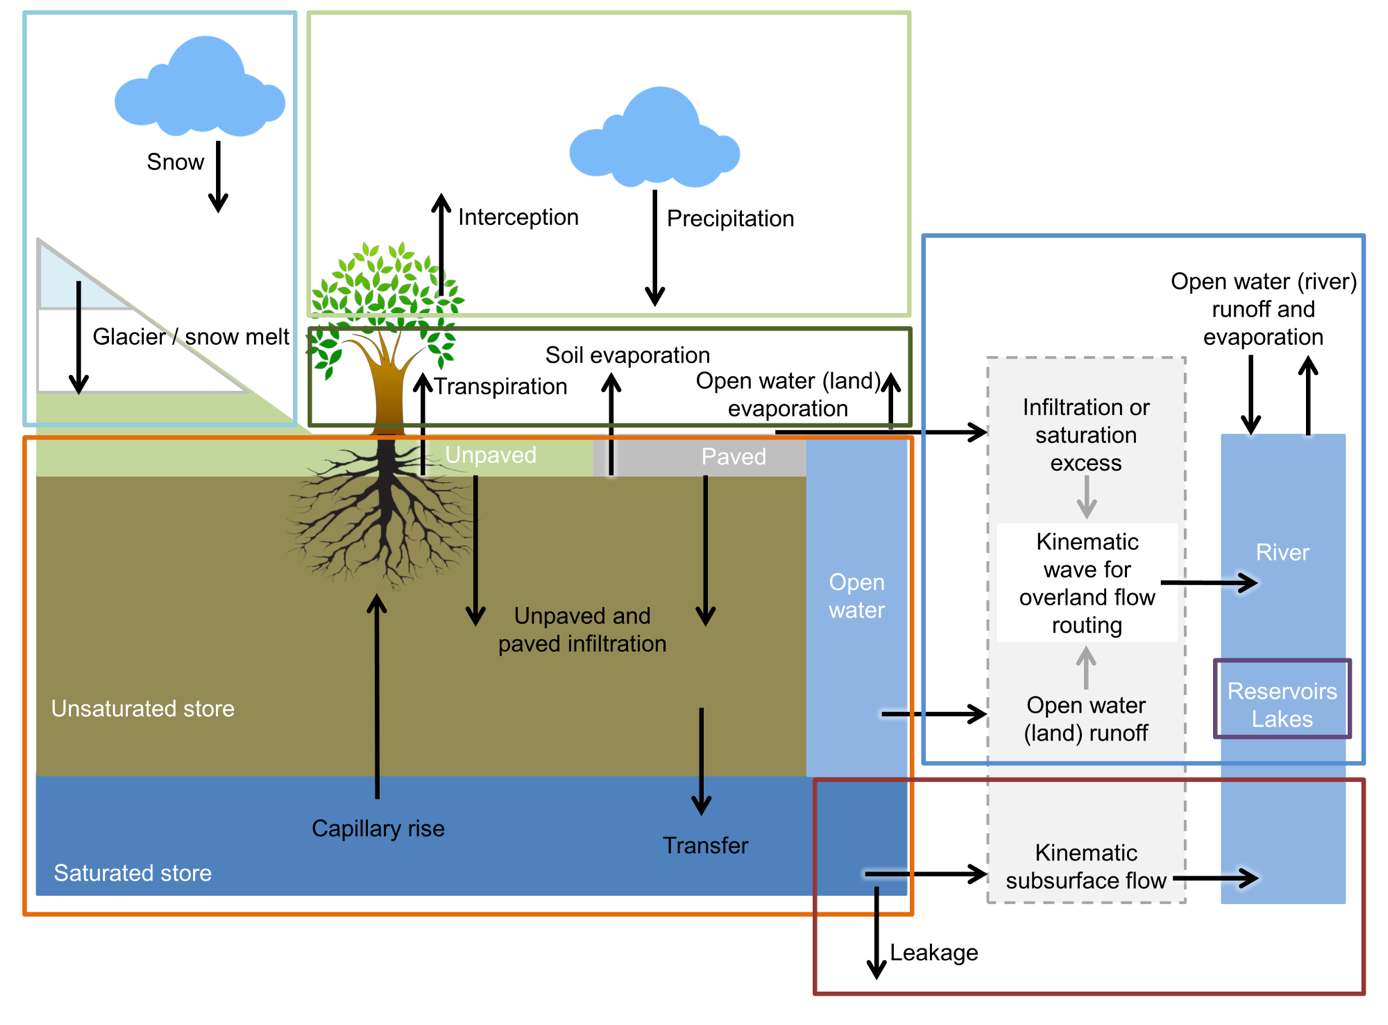 Snow
Interception
Precipitation
Glacier / snow melt
Soil evaporation
Transpiration
Open water (land)
evaporation
Open water (river)
runoff and
evaporation
Infiltration or
saturation
excess
Unpaved
Paved
Kinematic
wave for
overland flow
routing
River
Open
water
Unpaved and
paved infiltration
Unsaturated store
Open water
(land) runoff
Reservoirs
Lakes
Capillary rise
Transfer
Saturated store
Kinematic
subsurface flow
Leakage